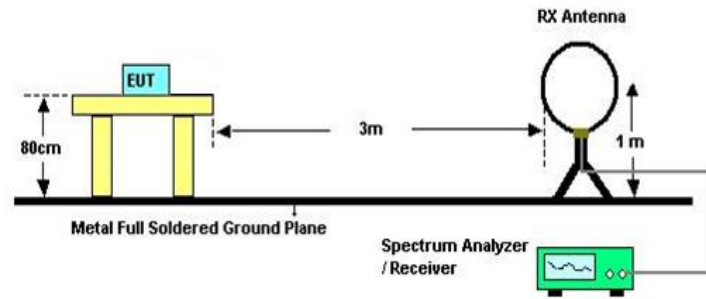 RX Antenna
EUT
3m
80cm
1 m
Metal Full Soldered Ground Plane
Spectrum Analyzer
/ Receiver